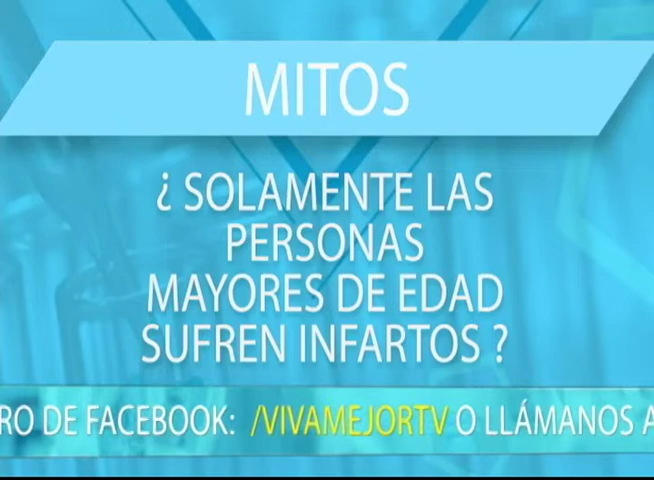 MITOS
¿ SOLAMENTE LAS
PERSONAS
MAYORES DE EDAD
SUFREN INFARTOS ?
RO DE FACEBOOK: /VIVAMEJORTV O LLÁMANOS A